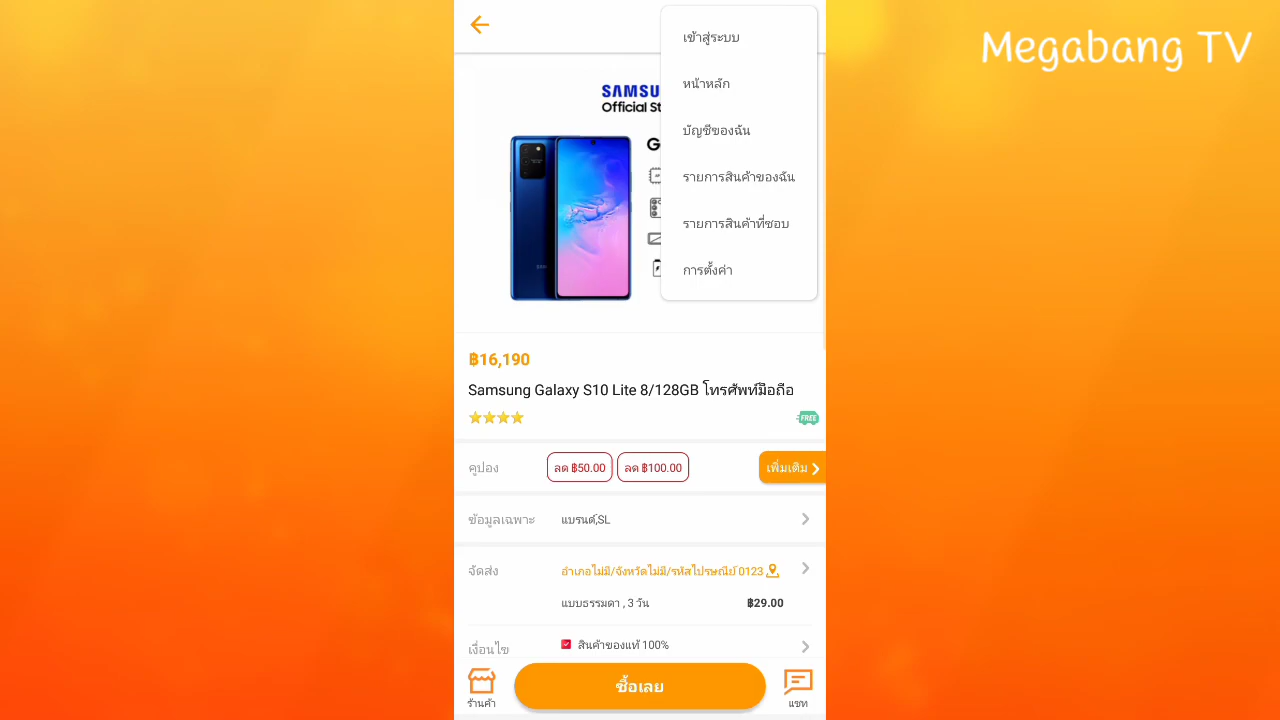 Megabang TV
เข้าสู่ระบบ
หน้าหลัก
บัญชีของฉัน
รายการสินค้าของฉัน
รายการสินค้าที่ชอบ
การตั้งค่า
SAMSU
Official St
G
฿16,190
Samsung Galaxy S10 Lite 8/128GB โทรศัพท์มือถือ
FREE
คูปอง
ลด ฿50.00
ลด ฿100.00
เพิ่มเติม
ข้อมูลเฉพาะ
แบรนด์,SL
จัดส่ง
อำเภอไม่มี/จังหวัดไม่มี/รหัสไปรษณีย์ 0123
แบบธรรมดา , 3 วัน
฿29.00
เงื่อนไข
สินค้าของแท้ 100%
ร้านค้า
ซื้อเลย
แชท